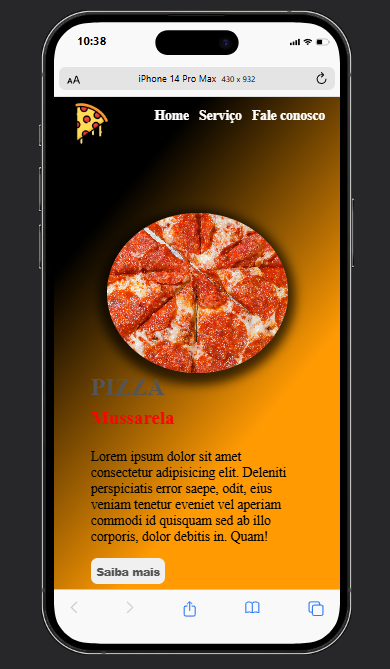 10:38
AA iPhone 14 Pro Max 430 x 932
Home Serviço Fale conosco
PIZZA
Mussarela
Lorem ipsum dolor sit amet
consectetur adipisicing elit. Deleniti
perspiciatis error saepe, odit, eius
veniam tenetur eveniet vel aperiam
commodi id quisquam sed ab illo
corporis, dolor debitis in. Quam!
Saiba mais